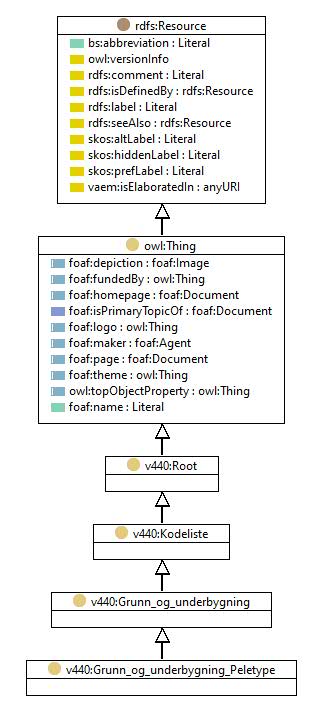 rdfs:Resource
bs:abbreviation : Literal
owl:versionInfo
rdfs:comment : Literal
rdfs:isDefinedBy : rdfs:Resource
rdfs:label : Literal
rdfs:seeAlso : rdfs:Resource
skos:altLabel : Literal
skos:hiddenLabel : Literal
skos:prefLabel : Literal
vaem:isElaboratedIn : anyURI
owl:Thing
foaf:depiction : foaf:Image
foaf:fundedBy : owl:Thing
foaf:homepage : foaf:Document
foaf:isPrimaryTopicOf : foaf:Document
foaf:logo : owl:Thing
foaf:maker : foaf:Agent
foaf:page : foaf:Document
foaf:theme : owl:Thing
owl:topObjectProperty : owl:Thing
foaf:name : Literal
v440:Root
v440:Kodeliste
v440:Grunn_og_underbygning
v440:Grunn_og_underbygning_Peletype